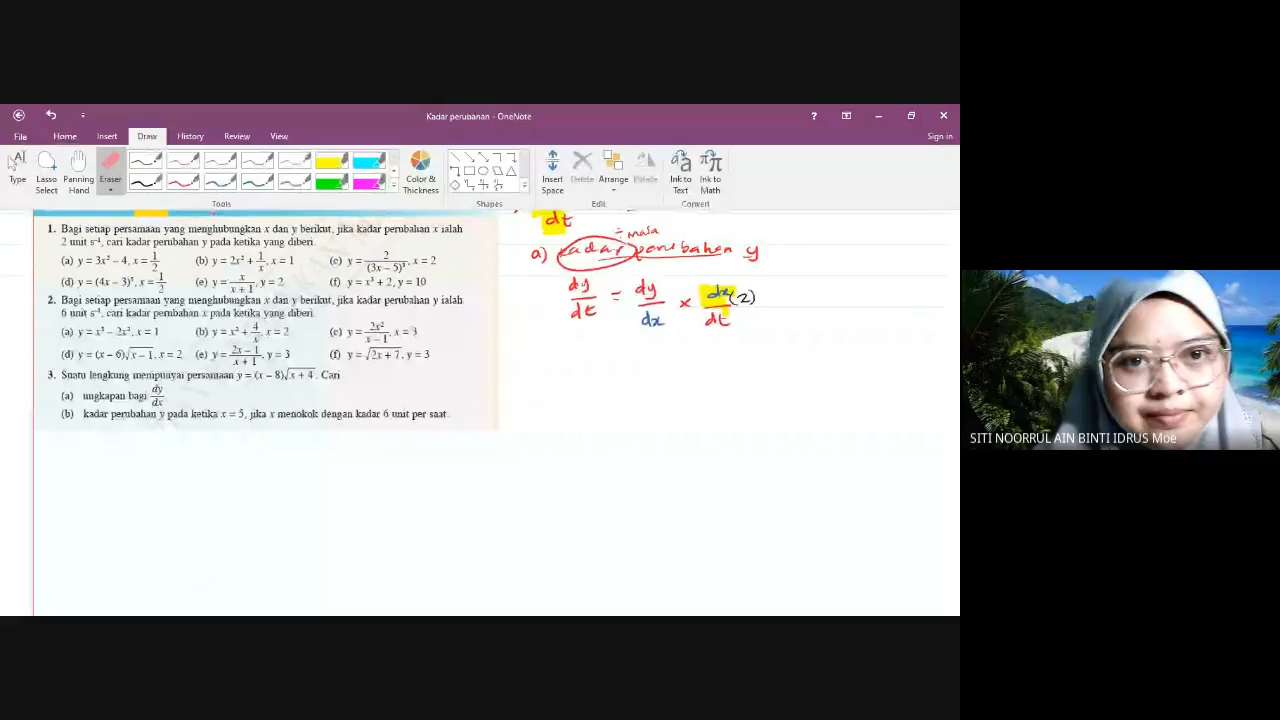 Kadar perubahan - OneNote
Sign in
File Home Insert Draw History Review View
Type
Lasso Select
Panning Hand
Eraser
Color & Thickness
Insert Space
Delete
Arrange
Rotate
Ink to Text
Ink to Math
Tools
Shapes
Edit
Convert
1. Bagi setiap persamaan yang menghubungkan x dan y berikut, jika kadar perubahan x ialah
2 unit s⁻¹, cari kadar perubahan y pada ketika yang diberi.
(a) y = 3x² – 4, x = 1/2 (b) y = 2x² + 1/x, x = 1 (c) y = 2/(3x – 5)³, x = 2
(d) y = (4x – 3)⁵, x = 1/2 (e) y = x/(x + 1), y = 2 (f) y = x³ + 2, y = 10
2. Bagi setiap persamaan yang menghubungkan x dan y berikut, jika kadar perubahan y ialah
6 unit s⁻¹, cari kadar perubahan x pada ketika yang diberi.
(a) y = x³ – 2x², x = 1 (b) y = x² + 4/x, x = 2 (c) y = 2x²/(x – 1), x = 3
(d) y = (x – 6)√(x – 1), x = 2 (e) y = (2x – 1)/(x + 1), y = 3 (f) y = √(2x + 7), y = 3
3. Suatu lengkung mempunyai persamaan y = (x – 8)√(x + 4). Cari
(a) ungkapan bagi dy/dx
(b) kadar perubahan y pada ketika x = 5, jika x menokok dengan kadar 6 unit per saat.
dt
÷ masa
a) kadar perubahan y
dy/dt = dy/dx × dx/dt (2)
SITI NOORRUL AIN BINTI IDRUS Moe